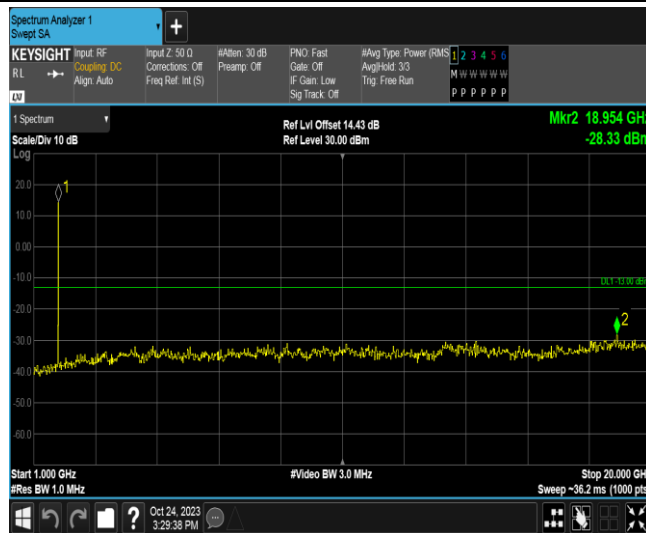 Spectrum Analyzer 1
Swept SA
+
KEYSIGHT Input: RF Input Z: 50 Ω #Atten: 30 dB PNO: Fast #Avg Type: Power (RMS 1 2 3 4 5 6
RL Coupling: DC Corrections: Off Preamp: Off Gate: Off Avg|Hold: 3/3 M W W W W W
Align: Auto Freq Ref: Int (S) IF Gain: Low Trig: Free Run
LXI Sig Track: Off P P P P P P
1 Spectrum Ref Lvl Offset 14.43 dB Mkr2 18.954 GHz
Scale/Div 10 dB Ref Level 30.00 dBm -28.33 dBm
Log
1
20.0
10.0
0.00
-10.0
DL1 -13.00 dBm
-20.0
2
-30.0
-40.0
-50.0
-60.0
Start 1.000 GHz #Video BW 3.0 MHz Stop 20.000 GHz
#Res BW 1.0 MHz Sweep ~36.2 ms (1000 pts)
? Oct 24, 2023
3:29:38 PM